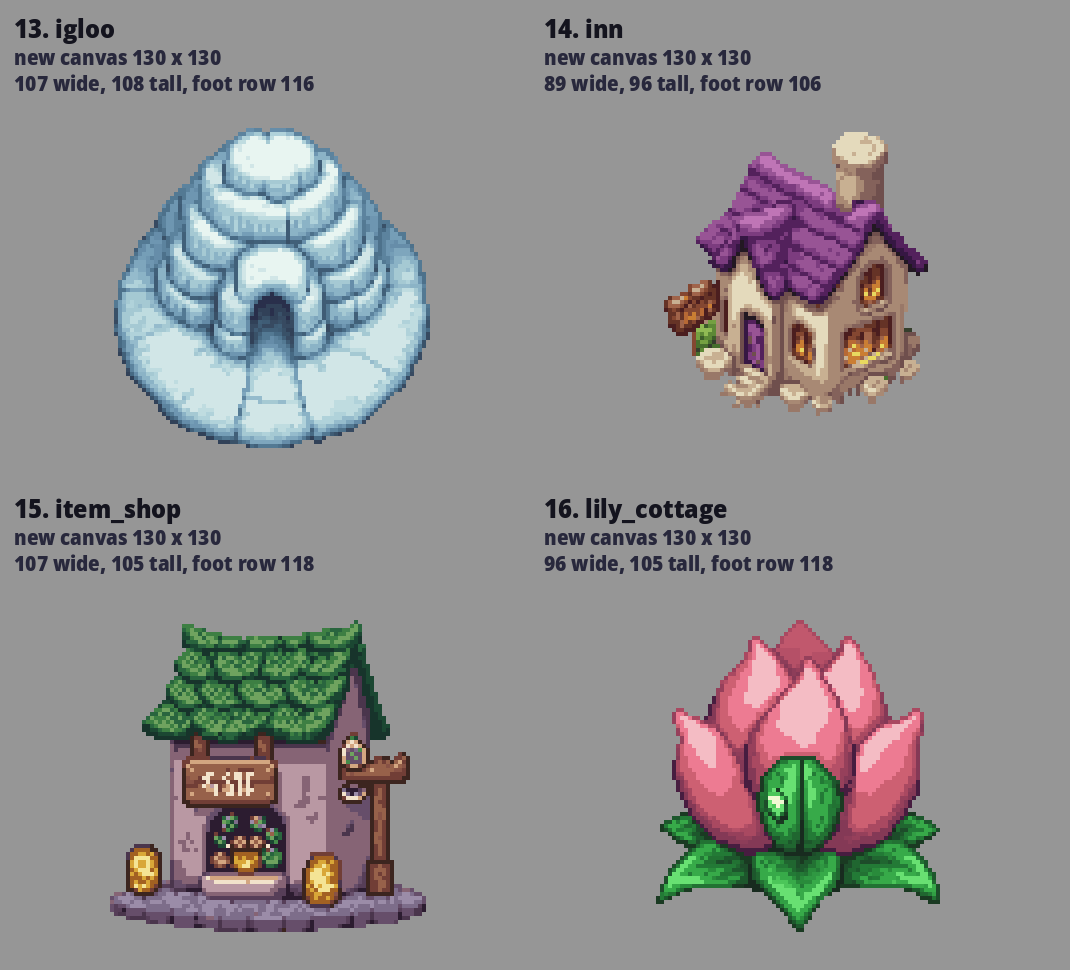 13. igloo
new canvas 130 x 130
107 wide, 108 tall, foot row 116
14. inn
new canvas 130 x 130
89 wide, 96 tall, foot row 106
15. item_shop
new canvas 130 x 130
107 wide, 105 tall, foot row 118
16. lily_cottage
new canvas 130 x 130
96 wide, 105 tall, foot row 118